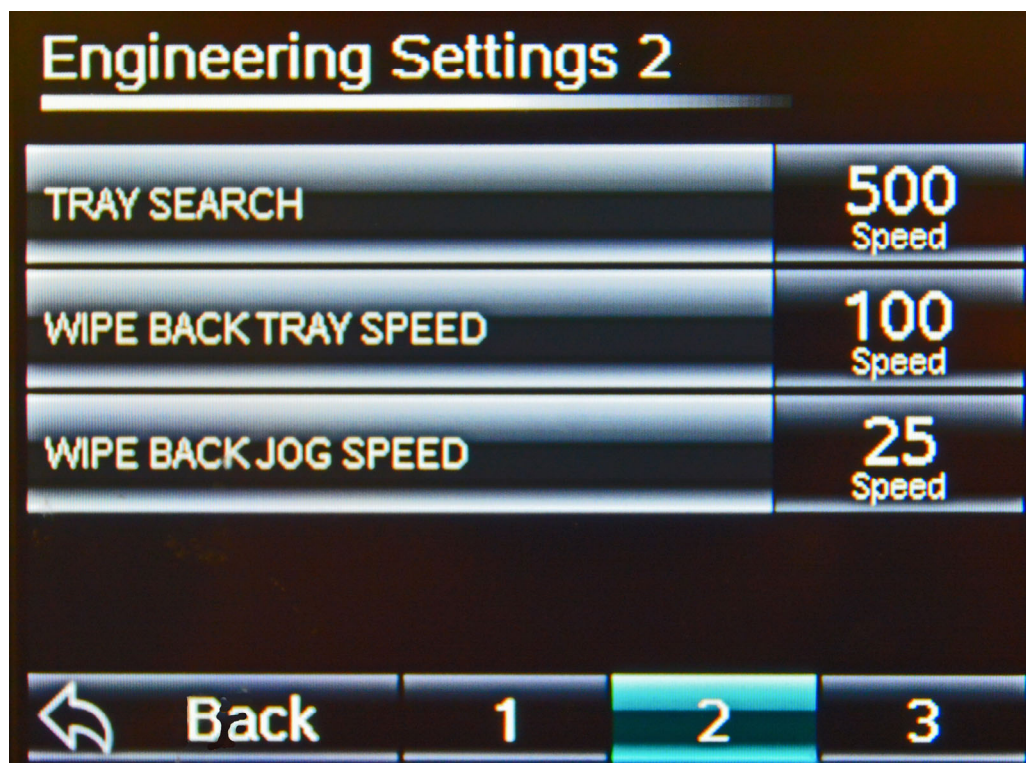 Engineering Settings 2
TRAY SEARCH
500
Speed
WIPE BACK TRAY SPEED
100
Speed
WIPE BACK JOG SPEED
25
Speed
Back 1 2 3